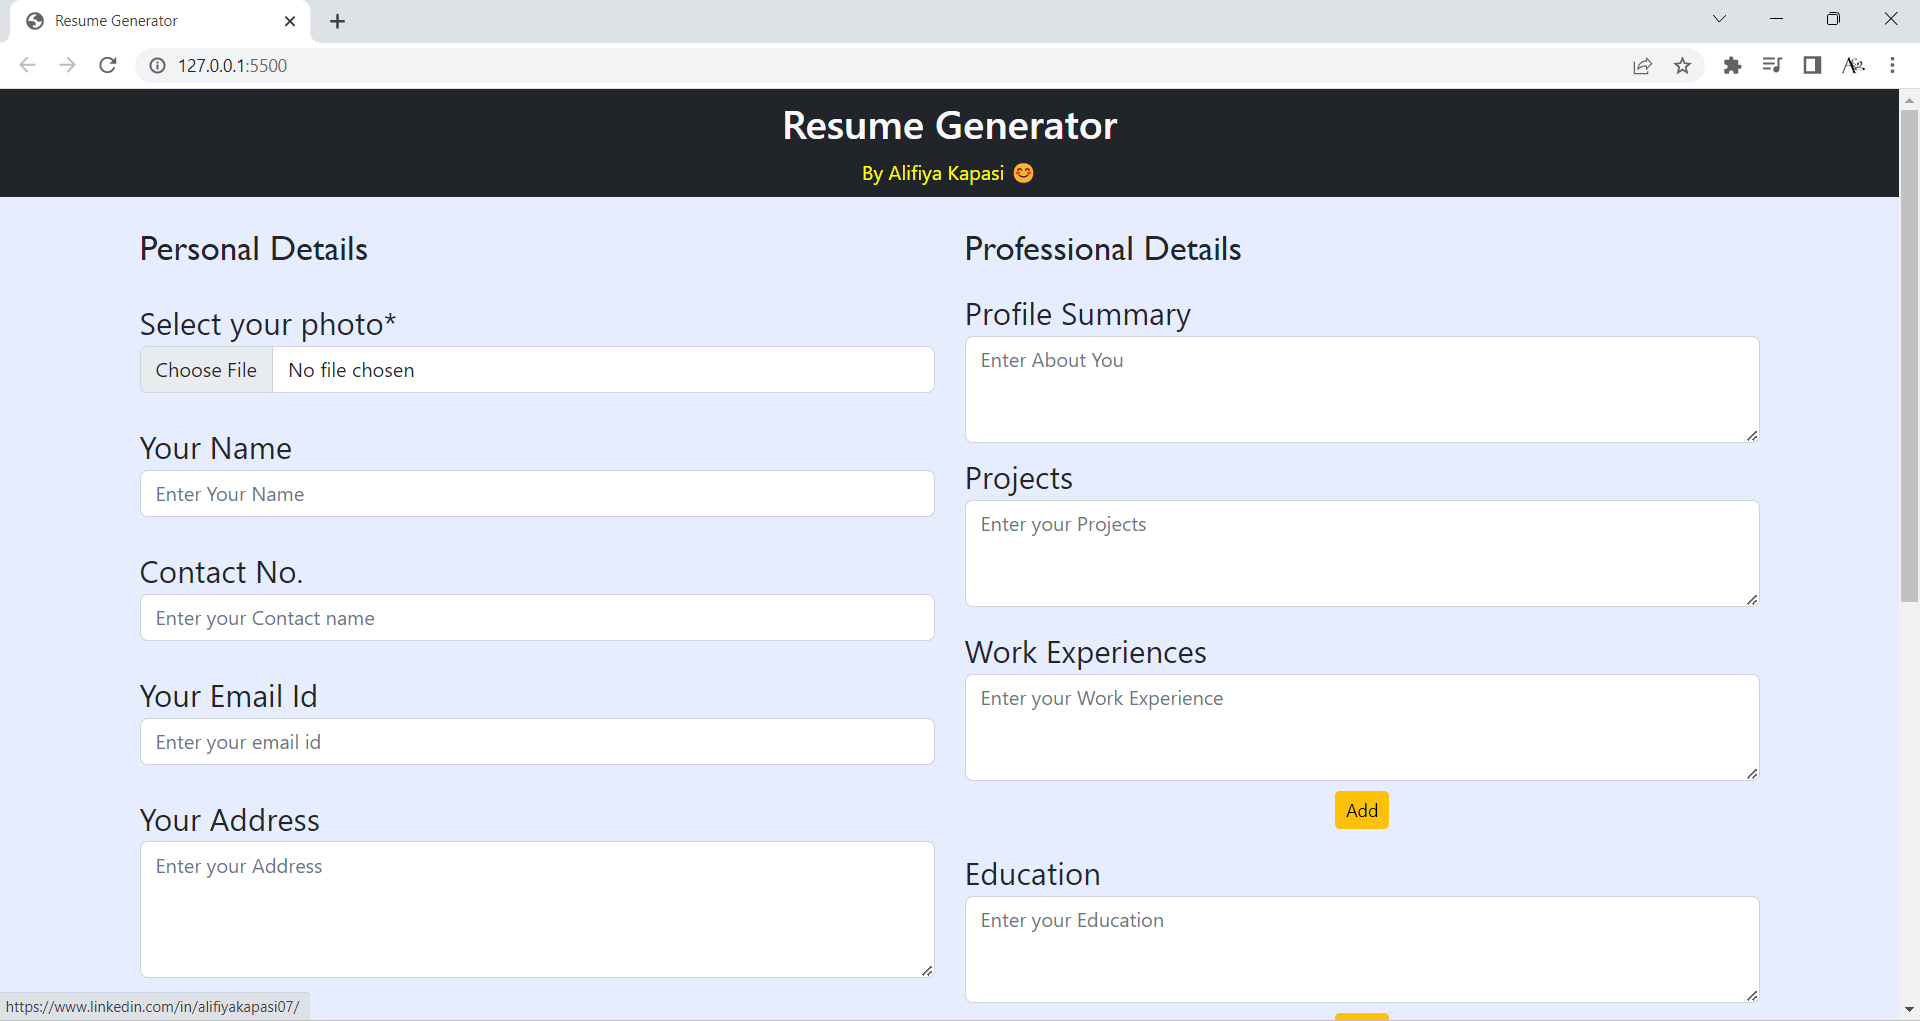 Resume Generator
127.0.0.1:5500
Resume Generator
By Alifiya Kapasi 😊
Personal Details
Select your photo*
Choose File No file chosen
Your Name
Enter Your Name
Contact No.
Enter your Contact name
Your Email Id
Enter your email id
Your Address
Enter your Address
Professional Details
Profile Summary
Enter About You
Projects
Enter your Projects
Work Experiences
Enter your Work Experience
Add
Education
Enter your Education
https://www.linkedin.com/in/alifiyakapasi07/